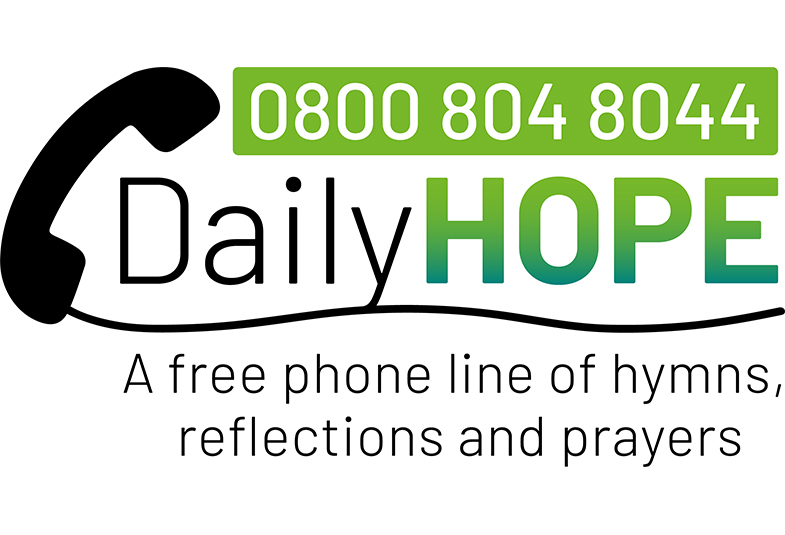 0800 804 8044
DailyHOPE
A free phone line of hymns,
reflections and prayers